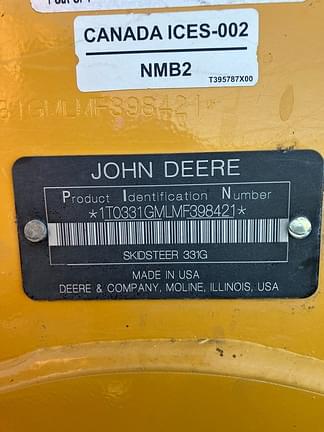 CANADA ICES-002
NMB2
T395787X00
331GMLMF398421*
JOHN DEERE
Product Identification Number
*1T0331GMLMF398421*
SKIDSTEER 331G
MADE IN USA
DEERE & COMPANY, MOLINE, ILLINOIS, USA